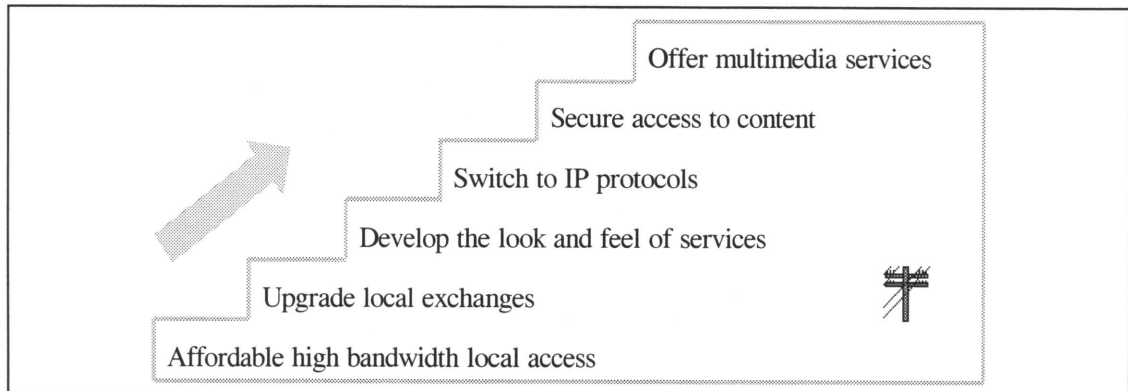 Offer multimedia services
Secure access to content
Switch to IP protocols
Develop the look and feel of services
Upgrade local exchanges
Affordable high bandwidth local access